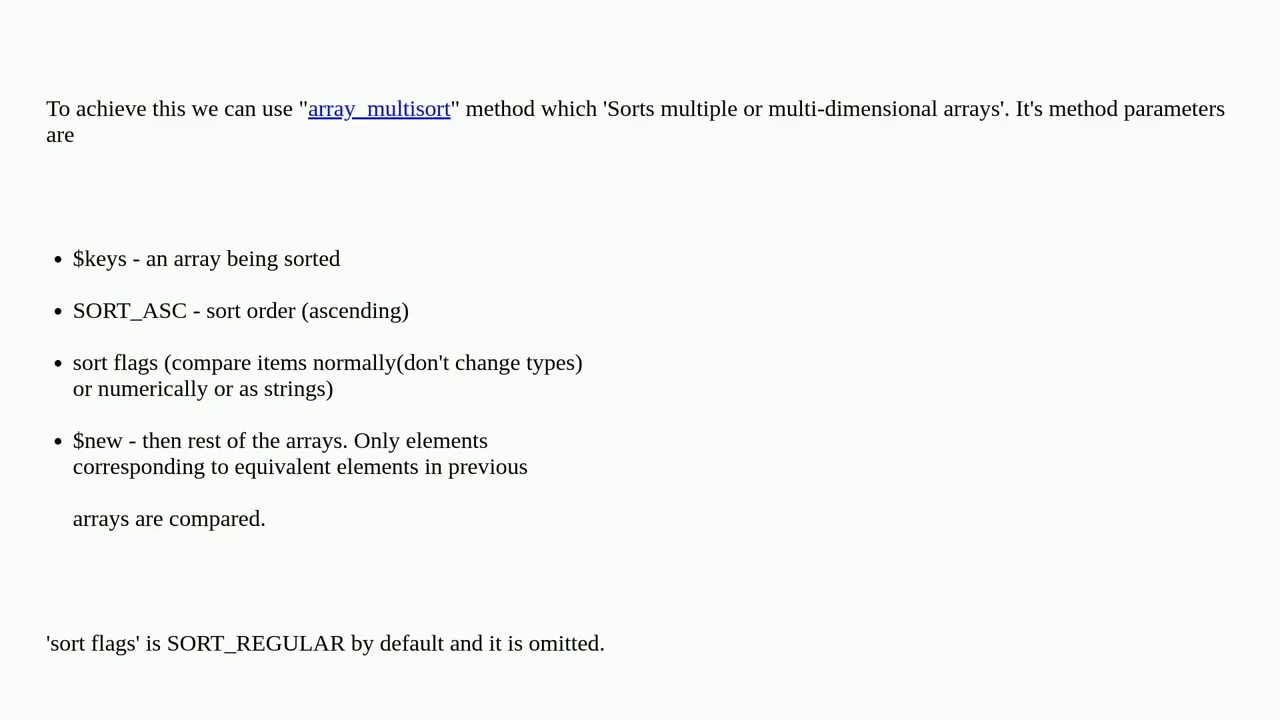 To achieve this we can use "array_multisort" method which 'Sorts multiple or multi-dimensional arrays'. It's method parameters
are
• $keys - an array being sorted
• SORT_ASC - sort order (ascending)
• sort flags (compare items normally(don't change types)
or numerically or as strings)
• $new - then rest of the arrays. Only elements
corresponding to equivalent elements in previous
arrays are compared.
'sort flags' is SORT_REGULAR by default and it is omitted.